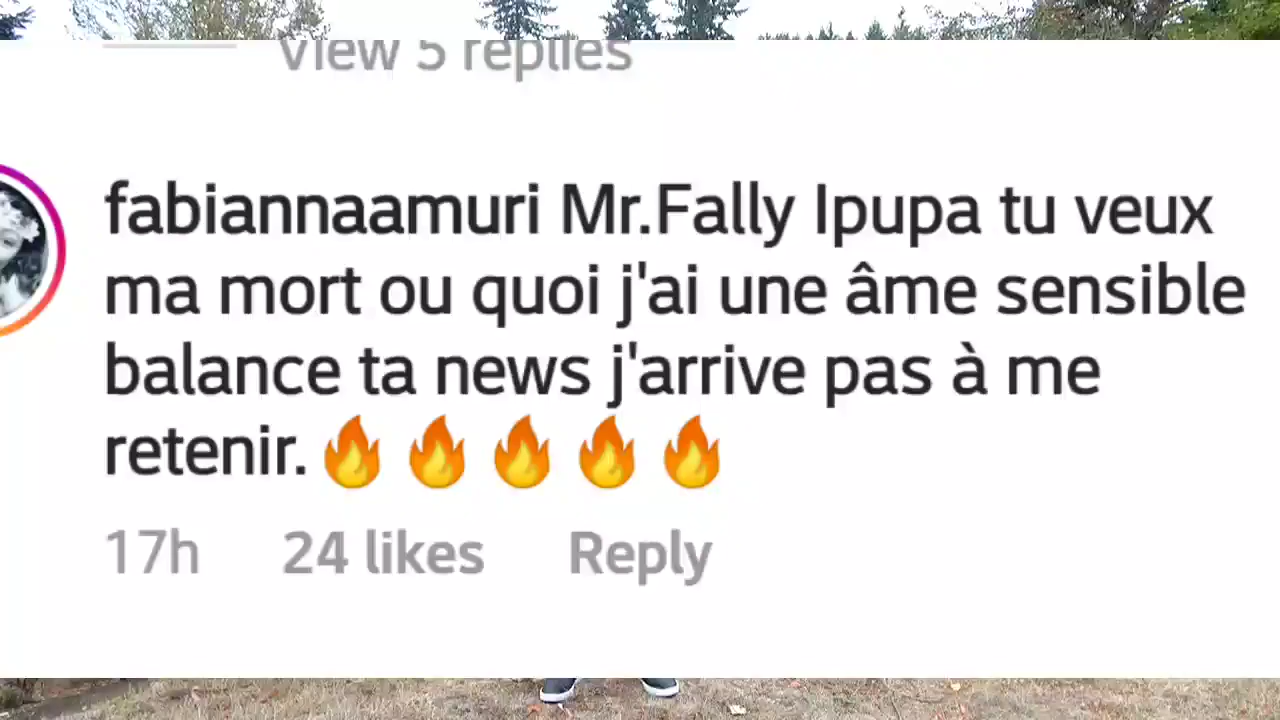 View 5 replies
fabiannaamuri Mr.Fally Ipupa tu veux
ma mort ou quoi j'ai une âme sensible
balance ta news j'arrive pas à me
retenir.🔥🔥🔥🔥🔥
17h 24 likes Reply